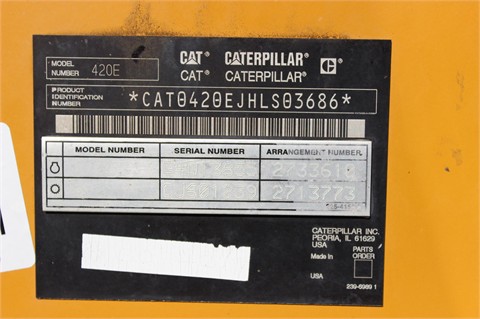 CAT CATERPILLAR C
CAT® CATERPILLAR®
MODEL NUMBER 420E
PRODUCT IDENTIFICATION NUMBER *CAT0420EJHLS03686*
MODEL NUMBER SERIAL NUMBER ARRANGEMENT NUMBER
2713773
CATERPILLAR INC.
PEORIA, IL 61629
USA
MADE IN USA
PARTS ORDER
239-6969 1